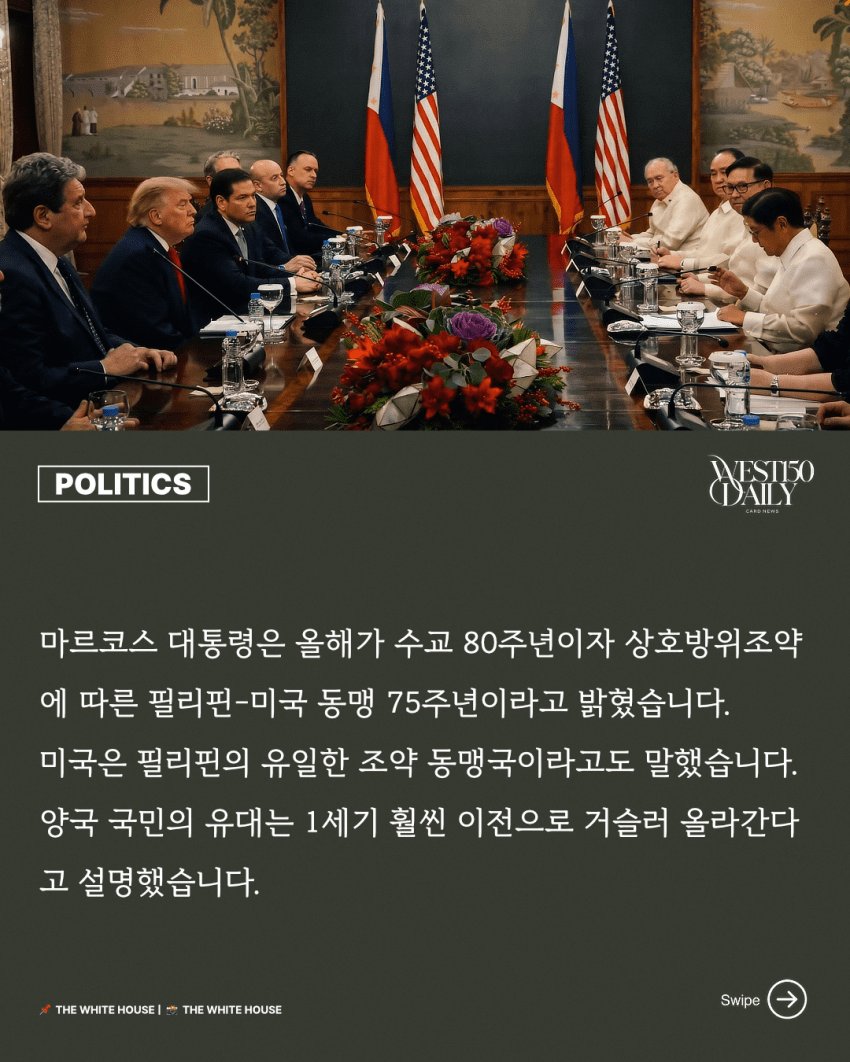 POLITICS
WEST150
DAILY
CARD NEWS
마르코스 대통령은 올해가 수교 80주년이자 상호방위조약
에 따른 필리핀-미국 동맹 75주년이라고 밝혔습니다.
미국은 필리핀의 유일한 조약 동맹국이라고도 말했습니다.
양국 국민의 유대는 1세기 훨씬 이전으로 거슬러 올라간다
고 설명했습니다.
THE WHITE HOUSE | THE WHITE HOUSE
Swipe